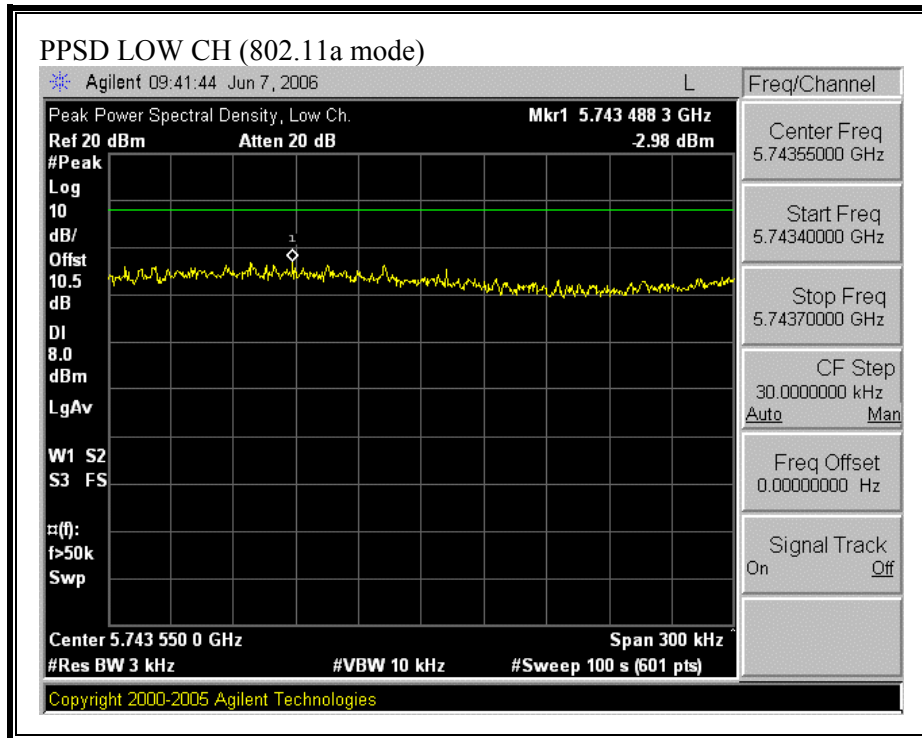 PPSD LOW CH (802.11a mode)
Agilent 09:41:44 Jun 7, 2006 L
Freq/Channel
Peak Power Spectral Density, Low Ch. Mkr1 5.743 488 3 GHz
Ref 20 dBm Atten 20 dB -2.98 dBm
#Peak
Log
10
dB/
Offst
10.5
dB
DI
8.0
dBm
LgAv
W1 S2
S3 FS
¤(f):
f>50k
Swp
1
Center 5.743 550 0 GHz Span 300 kHz
#Res BW 3 kHz #VBW 10 kHz #Sweep 100 s (601 pts)
Copyright 2000-2005 Agilent Technologies
Center Freq
5.74355000 GHz
Start Freq
5.74340000 GHz
Stop Freq
5.74370000 GHz
CF Step
30.0000000 kHz
Auto Man
Freq Offset
0.00000000 Hz
Signal Track
On Off